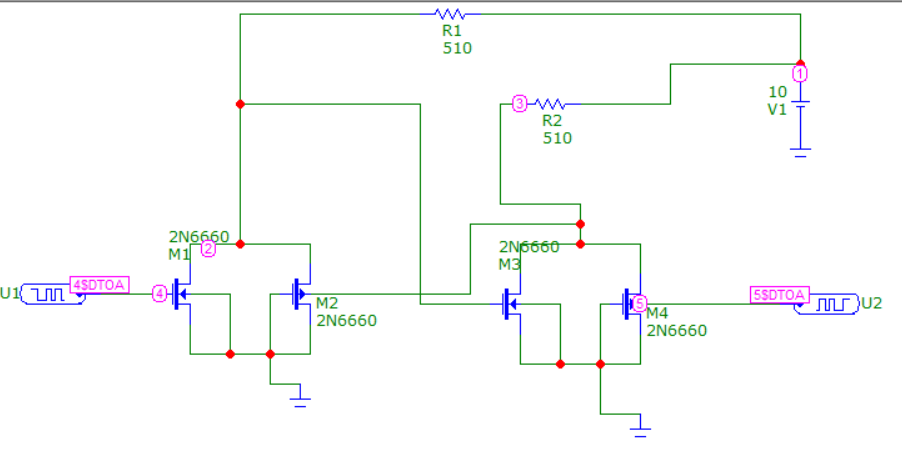 R1
510
1
10
V1
3
R2
510
2N6660
M1
2
2N6660
M3
U1
4$DTOA
4
M2
2N6660
5
M4
2N6660
5$DTOA
U2